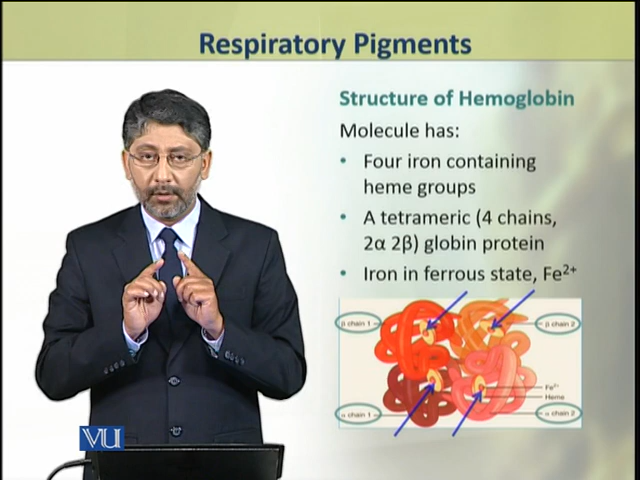 Respiratory Pigments
Structure of Hemoglobin
Molecule has:
• Four iron containing
heme groups
• A tetrameric (4 chains,
2α 2β) globin protein
• Iron in ferrous state, Fe²⁺
β chain 1
β chain 2
Fe²⁺
Heme
α chain 1
α chain 2
VU